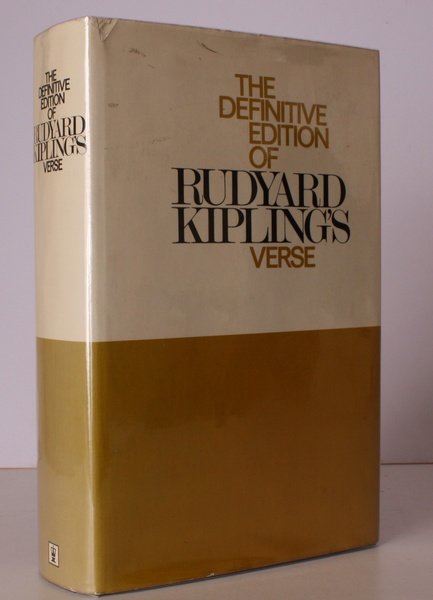 THE
DEFINITIVE
EDITION
OF
RUDYARD
KIPLING'S
VERSE
THE
DEFINITIVE
EDITION
OF
RUDYARD
KIPLING'S
VERSE